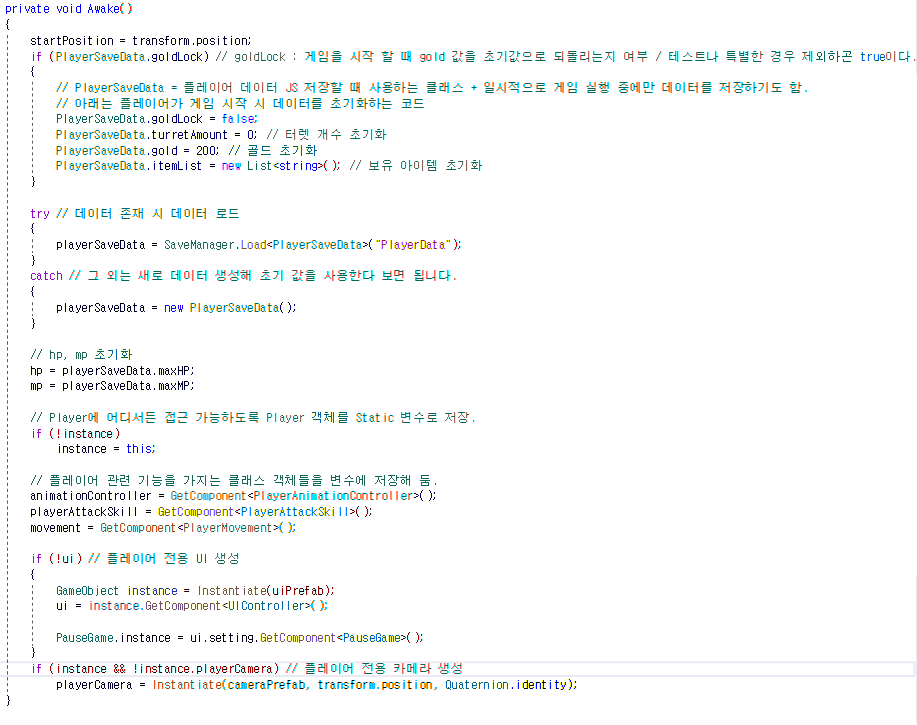 private void Awake()
{
startPosition = transform.position;
if (PlayerSaveData.goldLock) // goldLock : 게임을 시작 할 때 gold 값을 초기값으로 되돌리는지 여부 / 테스트나 특별한 경우 제외하곤 true이다.
{
// PlayerSaveData = 플레이어 데이터 JS 저장할 때 사용하는 클래스 + 일시적으로 게임 실행 중에만 데이터를 저장하기도 함.
// 아래는 플레이어가 게임 시작 시 데이터를 초기화하는 코드
PlayerSaveData.goldLock = false;
PlayerSaveData.turretAmount = 0; // 터렛 개수 초기화
PlayerSaveData.gold = 200; // 골드 초기화
PlayerSaveData.itemList = new List<string>(); // 보유 아이템 초기화
}
try // 데이터 존재 시 데이터 로드
{
playerSaveData = SaveManager.Load<PlayerSaveData>("PlayerData");
}
catch // 그 외는 새로 데이터 생성해 초기 값을 사용한다 보면 됩니다.
{
playerSaveData = new PlayerSaveData();
}
// hp, mp 초기화
hp = playerSaveData.maxHP;
mp = playerSaveData.maxMP;
// Player에 어디서든 접근 가능하도록 Player 객체를 Static 변수로 저장.
if (!instance)
instance = this;
// 플레이어 관련 기능을 가지는 클래스 객체들을 변수에 저장해 둠.
animationController = GetComponent<PlayerAnimationController>();
playerAttackSkill = GetComponent<PlayerAttackSkill>();
movement = GetComponent<PlayerMovement>();
if (!ui) // 플레이어 전용 UI 생성
{
GameObject instance = Instantiate(uiPrefab);
ui = instance.GetComponent<UIController>();
PauseGame.instance = ui.setting.GetComponent<PauseGame>();
}
if (instance && !instance.playerCamera) // 플레이어 전용 카메라 생성
playerCamera = Instantiate(cameraPrefab, transform.position, Quaternion.identity);
}